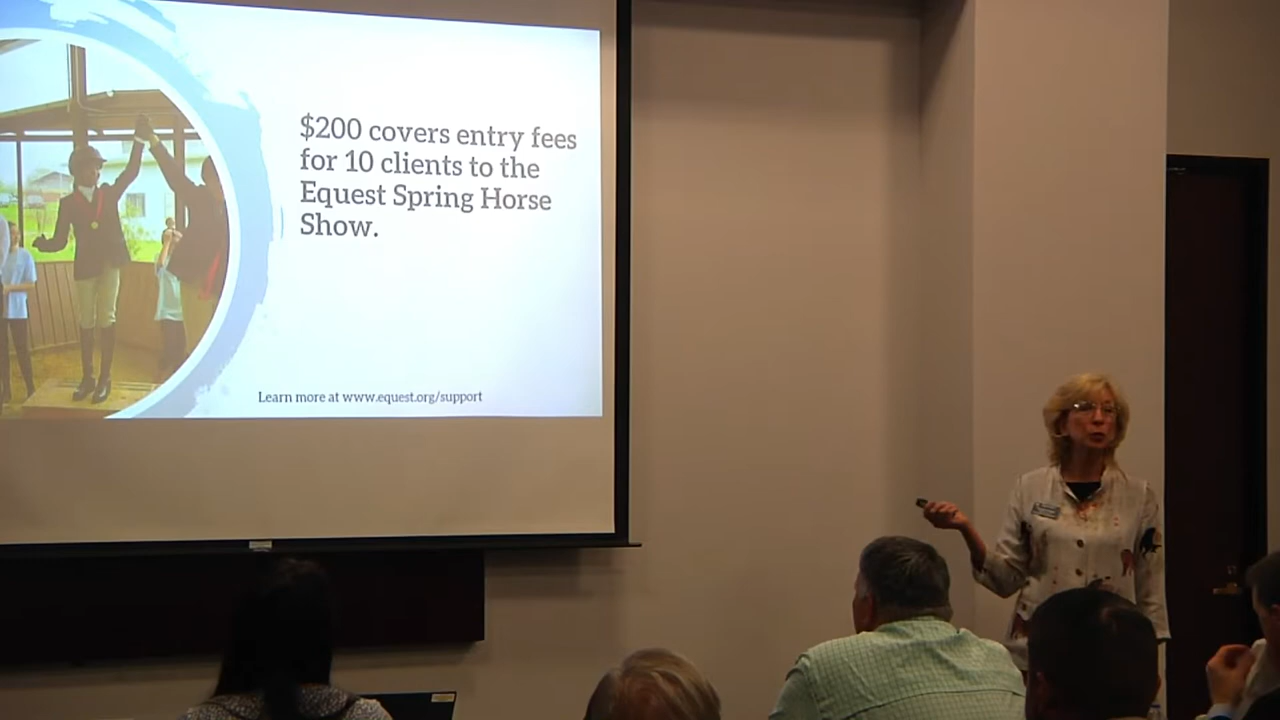 $200 covers entry fees
for 10 clients to the
Equest Spring Horse
Show.
Learn more at www.equest.org/support